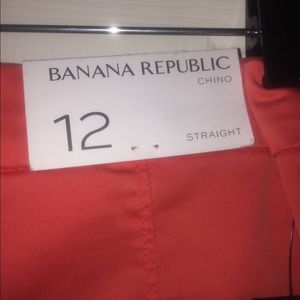 BANANA REPUBLIC
CHINO
12
STRAIGHT